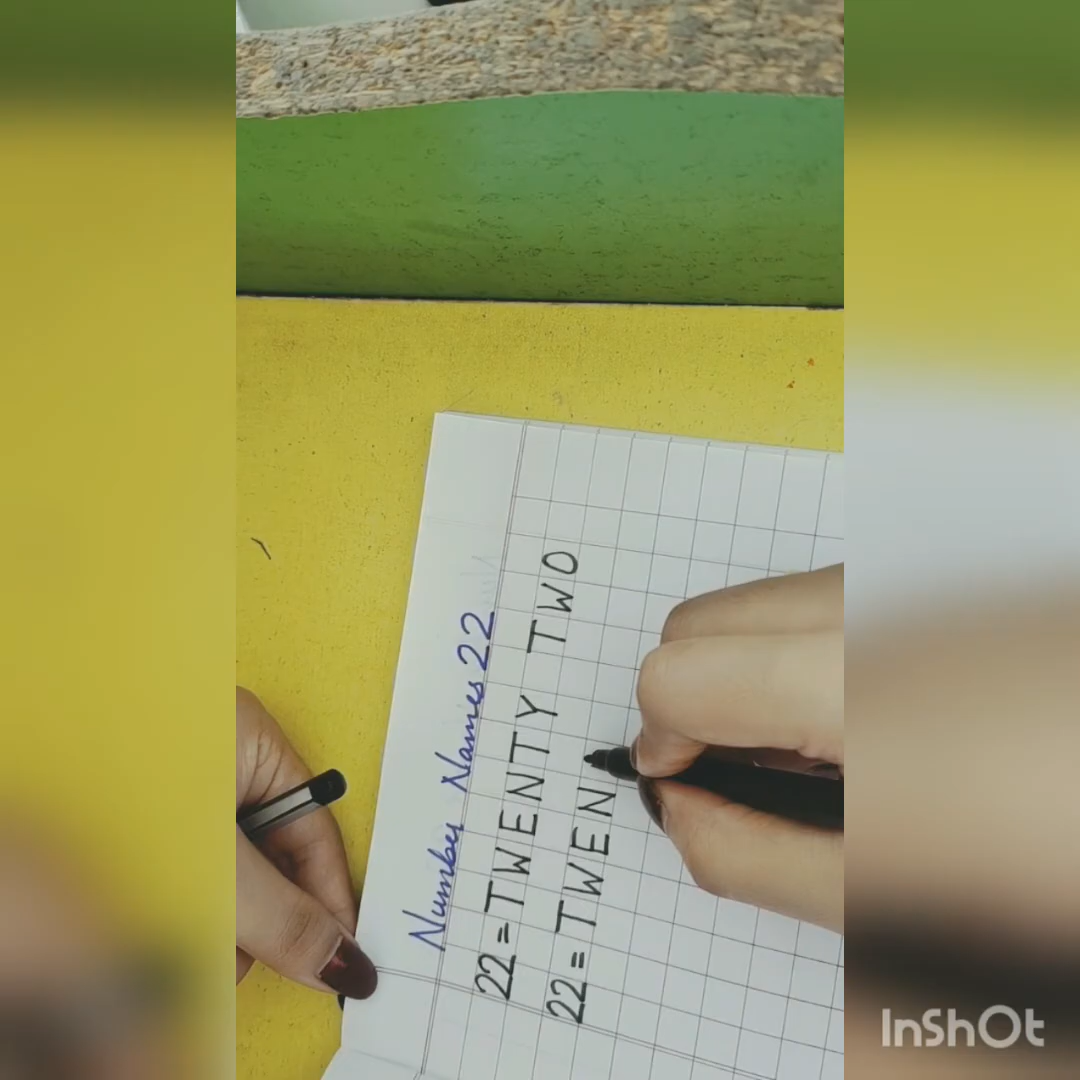 Number Names 22
22 = TWENTY TWO
22 = TWEN
InShOt